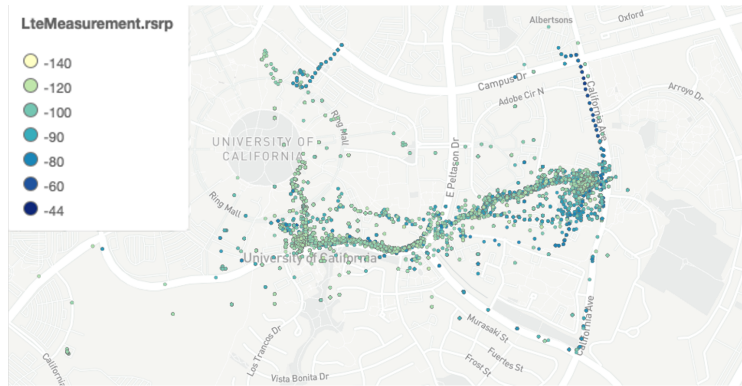 LteMeasurement.rsrp
-140
-120
-100
-90
-80
-60
-44
Albertsons
Oxford
Campus Dr
Adobe Cir N
California Ave
Arroyo Dr
Ring Mall
UNIVERSITY OF
CALIFORNIA
E Peltason Dr
Ring Mall
University of California
California Ave
Murasaki St
Fuertes St
Frost St
Los Trancos Dr
Vista Bonita Dr
California